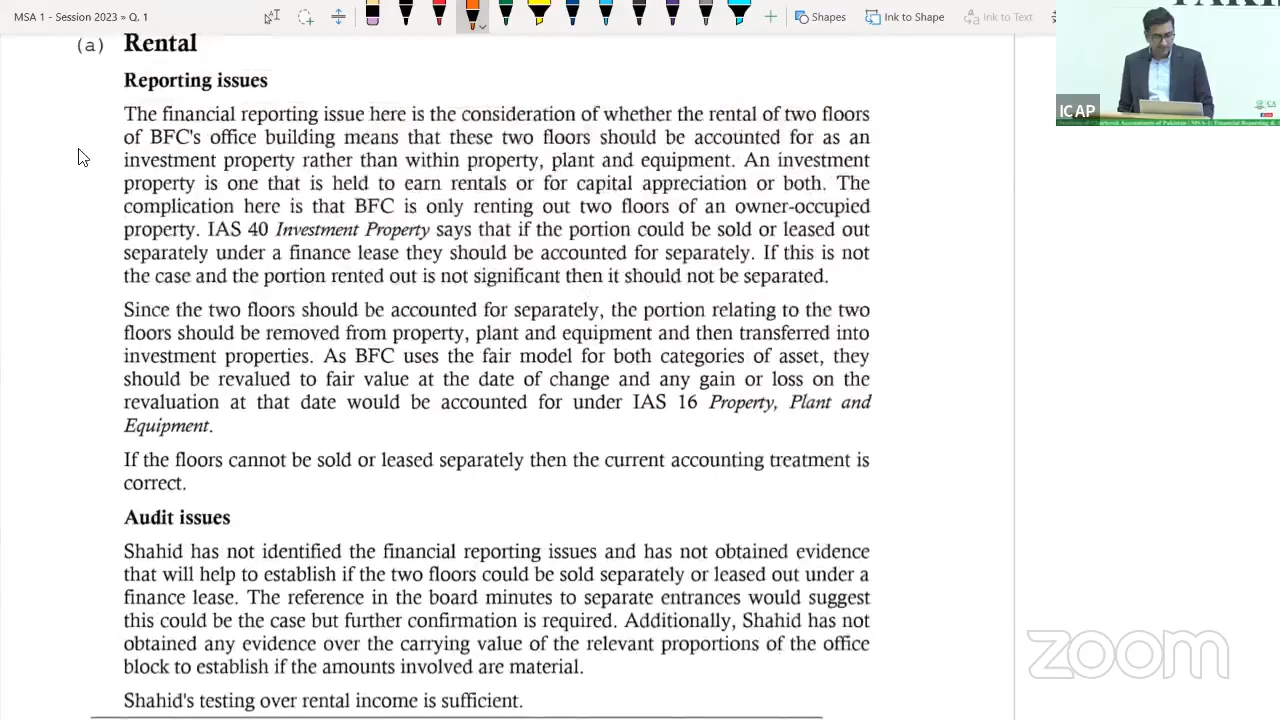 MSA 1 - Session 2023 » Q. 1
Shapes
Ink to Shape
Ink to Text
(a) Rental
Reporting issues
The financial reporting issue here is the consideration of whether the rental of two floors
of BFC's office building means that these two floors should be accounted for as an
investment property rather than within property, plant and equipment. An investment
property is one that is held to earn rentals or for capital appreciation or both. The
complication here is that BFC is only renting out two floors of an owner-occupied
property. IAS 40 Investment Property says that if the portion could be sold or leased out
separately under a finance lease they should be accounted for separately. If this is not
the case and the portion rented out is not significant then it should not be separated.
Since the two floors should be accounted for separately, the portion relating to the two
floors should be removed from property, plant and equipment and then transferred into
investment properties. As BFC uses the fair model for both categories of asset, they
should be revalued to fair value at the date of change and any gain or loss on the
revaluation at that date would be accounted for under IAS 16 Property, Plant and
Equipment.
If the floors cannot be sold or leased separately then the current accounting treatment is
correct.
Audit issues
Shahid has not identified the financial reporting issues and has not obtained evidence
that will help to establish if the two floors could be sold separately or leased out under a
finance lease. The reference in the board minutes to separate entrances would suggest
this could be the case but further confirmation is required. Additionally, Shahid has not
obtained any evidence over the carrying value of the relevant proportions of the office
block to establish if the amounts involved are material.
Shahid's testing over rental income is sufficient.
ICAP
zoom